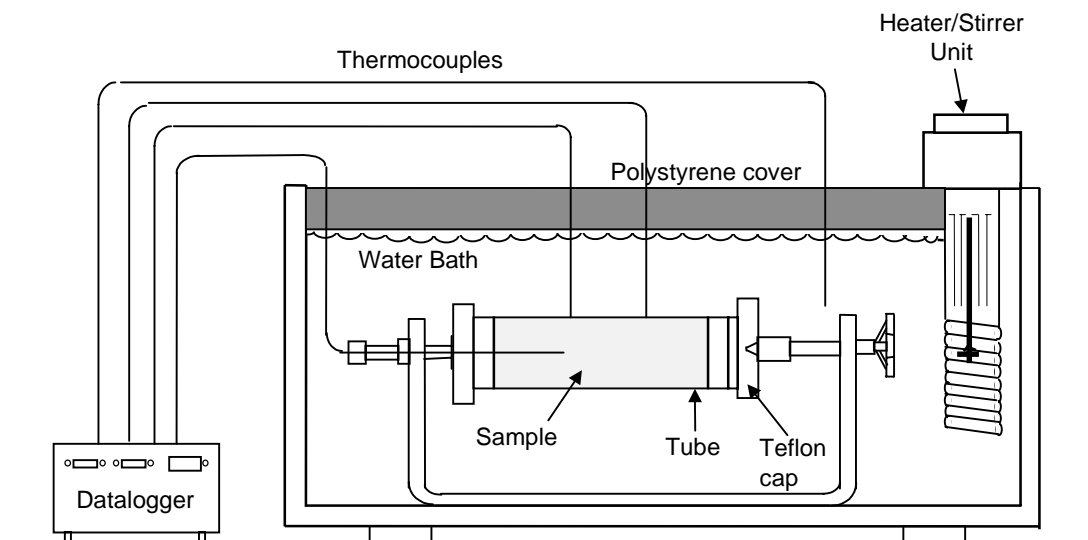 Heater/Stirrer
Unit
Thermocouples
Polystyrene cover
Water Bath
Sample
Tube
Teflon
cap
Datalogger